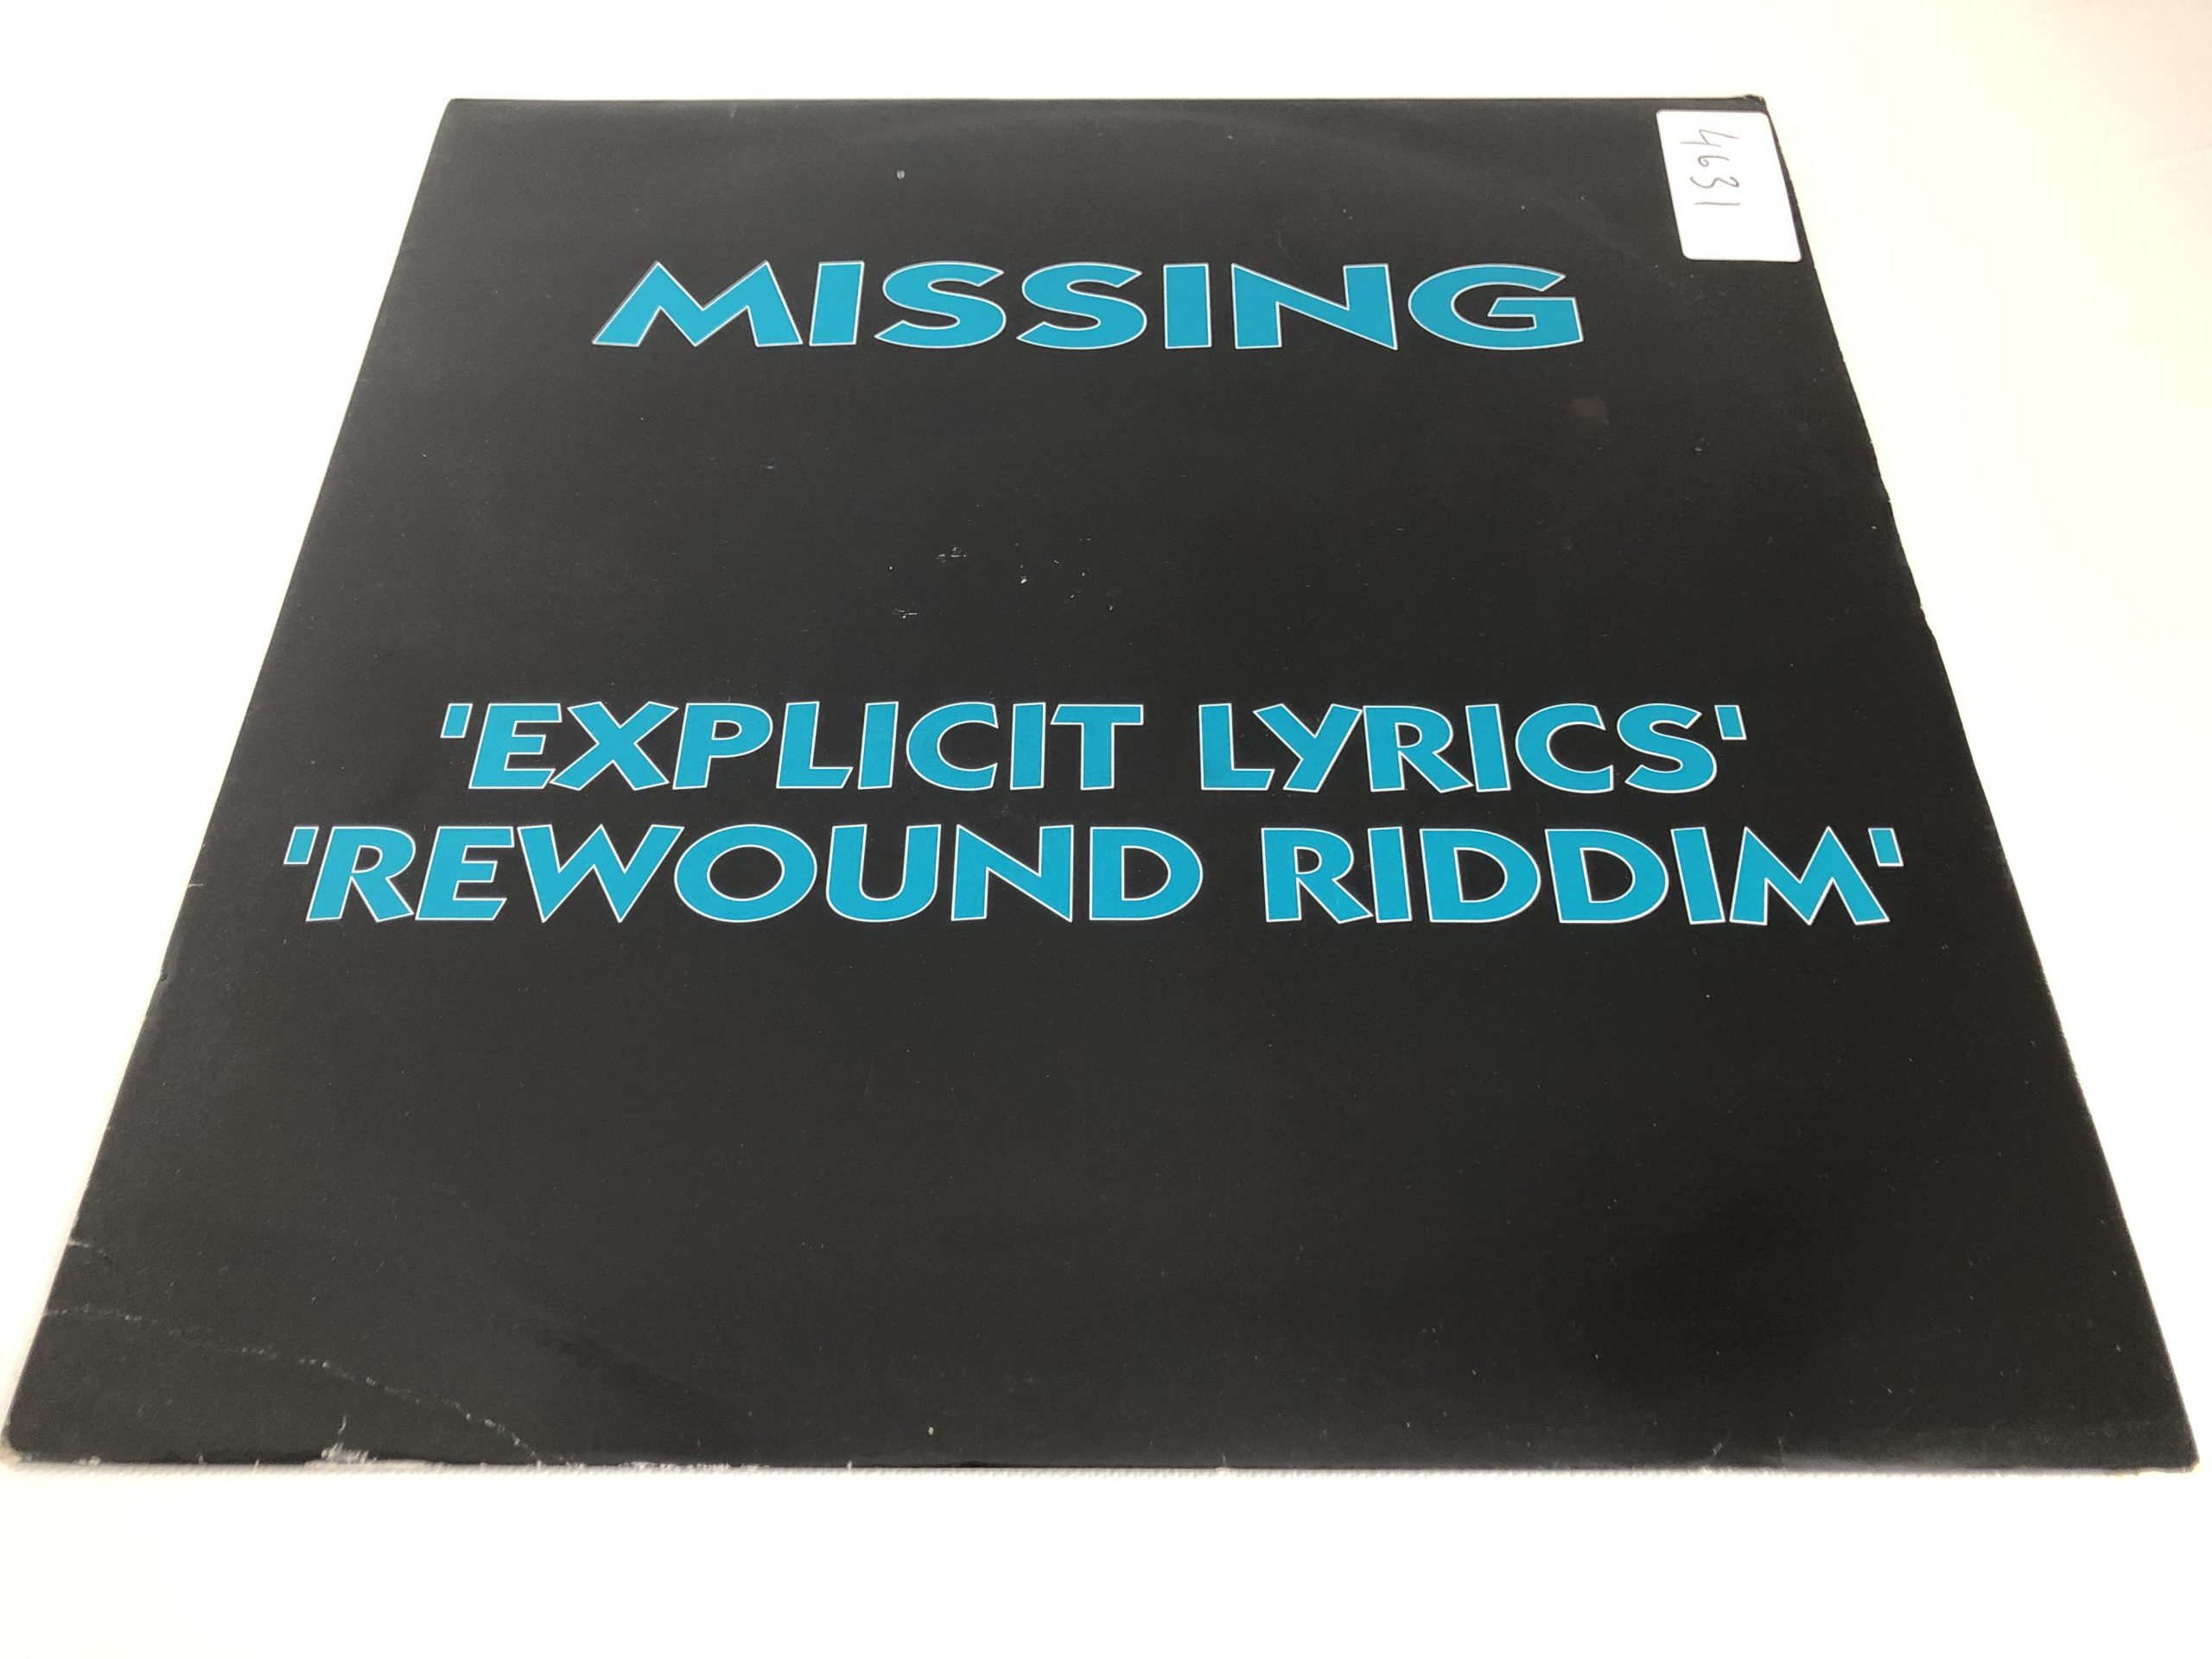 4631
MISSING
'EXPLICIT LYRICS'
'REWOUND RIDDIM'